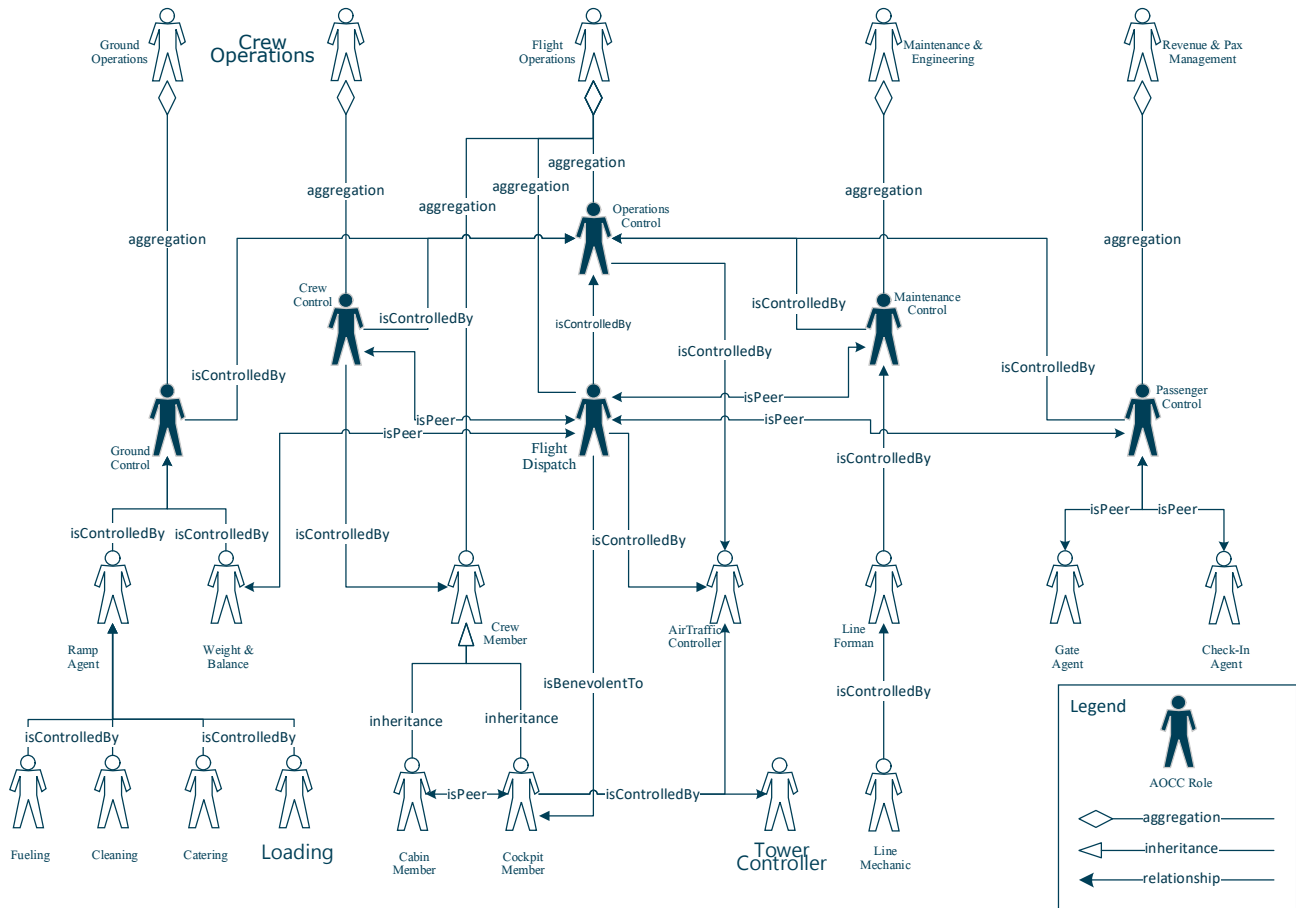 Ground
Operations
Crew
Operations
Flight
Operations
Maintenance &
Engineering
Revenue & Pax
Management
aggregation
aggregation
aggregation
aggregation
aggregation
aggregation
aggregation
Operations
Control
Crew
Control
isControlledBy
isControlledBy
isControlledBy
Maintenance
Control
isControlledBy
isControlledBy
isControlledBy
Passenger
Control
isPeer
isPeer
isPeer
isPeer
Ground
Control
Flight
Dispatch
isControlledBy
isPeer
isPeer
isControlledBy
isControlledBy
isControlledBy
isControlledBy
Ramp
Agent
Weight &
Balance
Crew
Member
AirTraffic
Controller
Line
Forman
Gate
Agent
Check-In
Agent
isBenevolentTo
isControlledBy
inheritance
inheritance
isControlledBy
isControlledBy
isPeer
isControlledBy
Fueling
Cleaning
Catering
Loading
Cabin
Member
Cockpit
Member
Tower
Controller
Line
Mechanic
Legend
AOCC Role
aggregation
inheritance
relationship